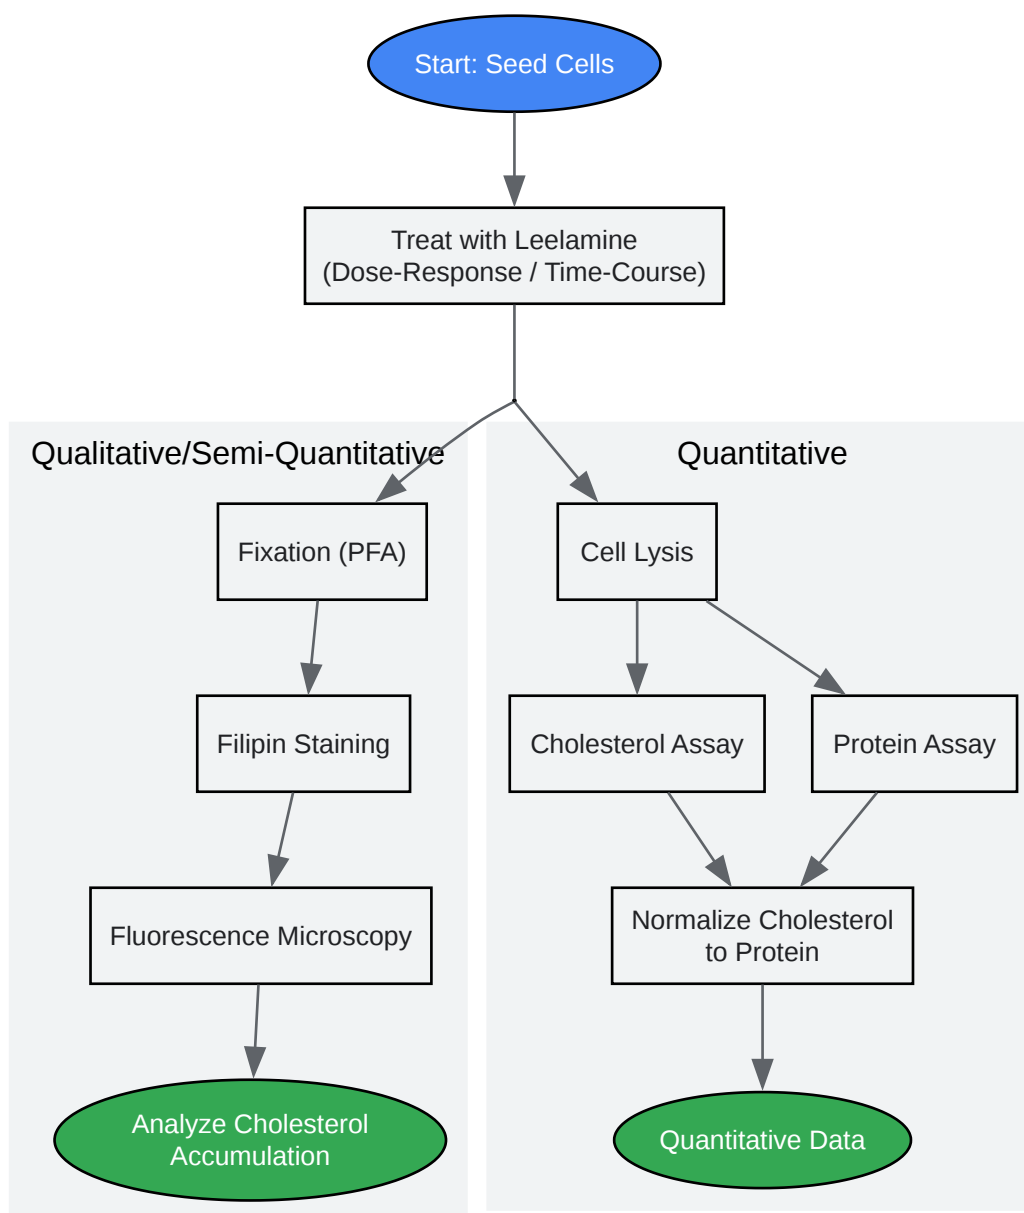 Start: Seed Cells
Treat with Leelamine
(Dose-Response / Time-Course)
Qualitative/Semi-Quantitative
Fixation (PFA)
Filipin Staining
Fluorescence Microscopy
Analyze Cholesterol
Accumulation
Quantitative
Cell Lysis
Cholesterol Assay
Protein Assay
Normalize Cholesterol
to Protein
Quantitative Data